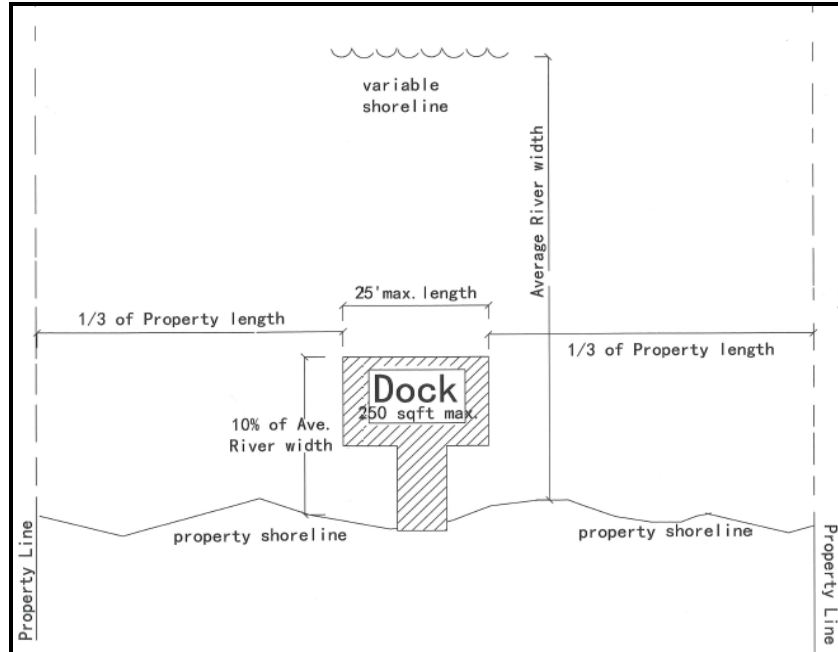 variable
shoreline
Average River width
25'max. length
1/3 of Property length
1/3 of Property length
Dock
250 sqft max.
10% of Ave.
River width
property shoreline
property shoreline
Property Line
Property Line